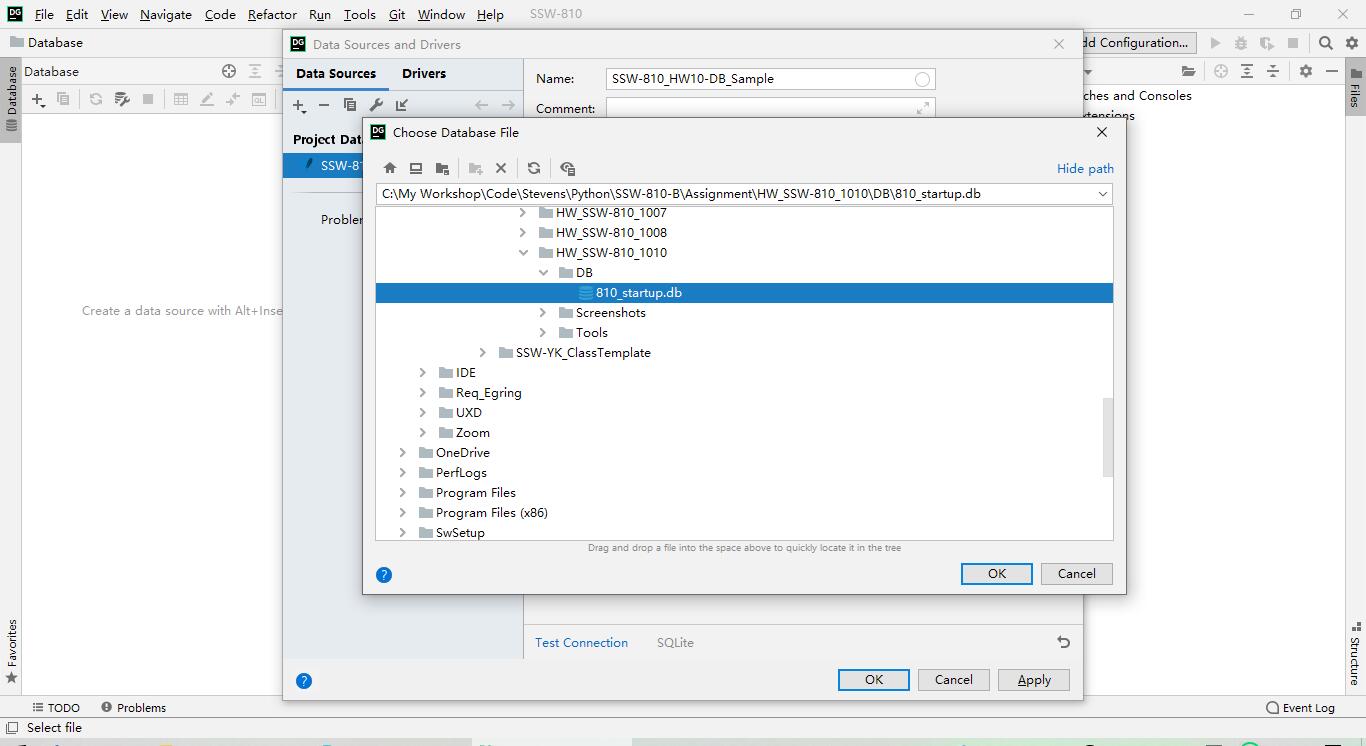 DG File Edit View Navigate Code Refactor Run Tools Git Window Help SSW-810
Database
dd Configuration...
Data Sources and Drivers
Database
Database
Files
Data Sources Drivers
Name: SSW-810_HW10-DB_Sample
Comment:
ches and Consoles
xtensions
QL
Project Dat
SSW-81
Problem
Create a data source with Alt+Inse
DG Choose Database File
Hide path
C:\My Workshop\Code\Stevens\Python\SSW-810-B\Assignment\HW_SSW-810_1010\DB\810_startup.db
HW_SSW-810_1007
HW_SSW-810_1008
HW_SSW-810_1010
DB
810_startup.db
Screenshots
Tools
SSW-YK_ClassTemplate
IDE
Req_Egring
UXD
Zoom
OneDrive
PerfLogs
Program Files
Program Files (x86)
SwSetup
Drag and drop a file into the space above to quickly locate it in the tree
? OK Cancel
Test Connection SQLite
? OK Cancel Apply
Favorites
Structure
TODO Problems Event Log
Select file